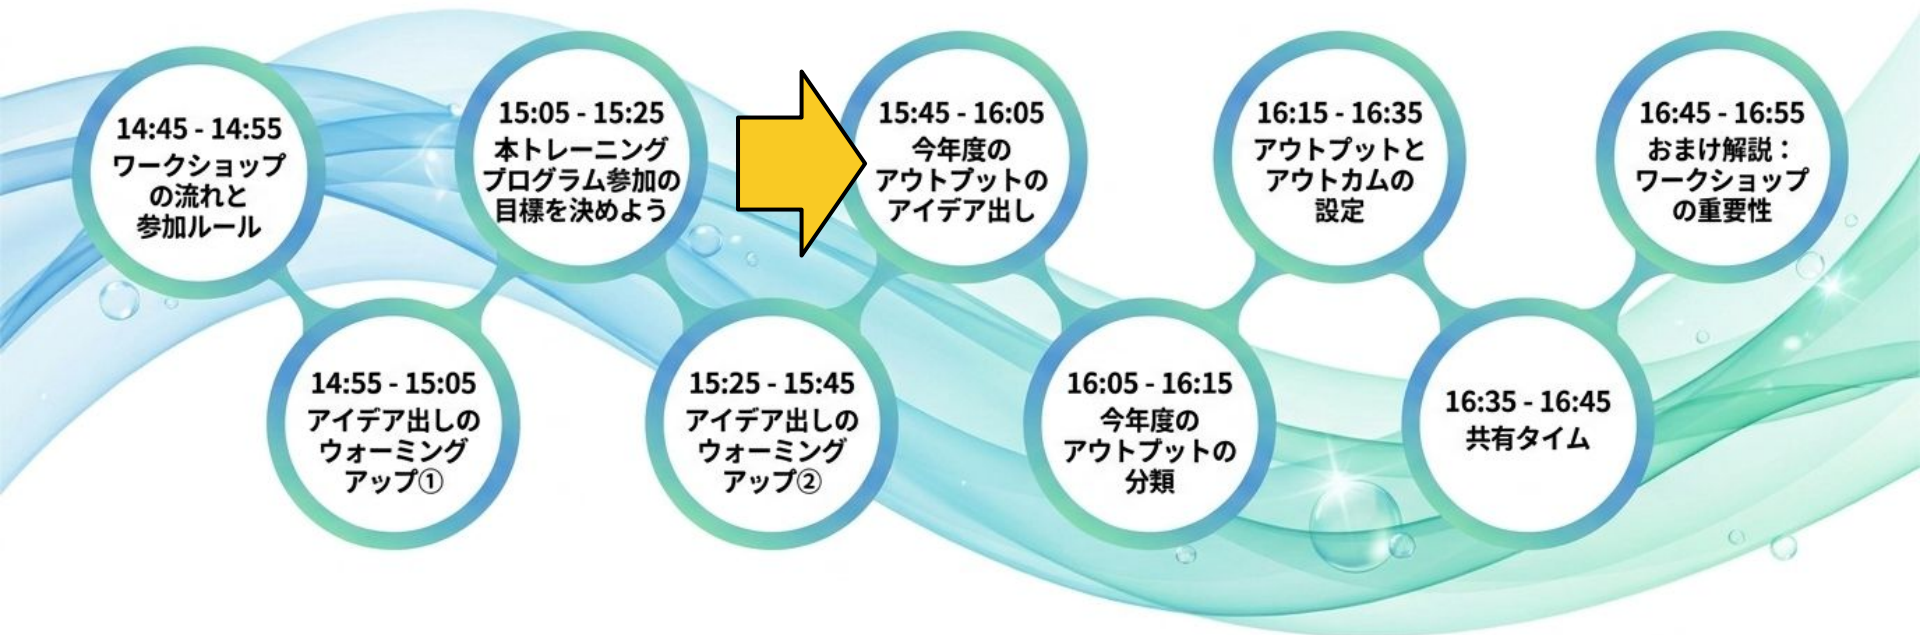 14:45 - 14:55
ワークショップ
の流れと
参加ルール
14:55 - 15:05
アイデア出しの
ウォーミング
アップ①
15:05 - 15:25
本トレーニング
プログラム参加の
目標を決めよう
15:25 - 15:45
アイデア出しの
ウォーミング
アップ②
15:45 - 16:05
今年度の
アウトプットの
アイデア出し
16:05 - 16:15
今年度の
アウトプットの
分類
16:15 - 16:35
アウトプットと
アウトカムの
設定
16:35 - 16:45
共有タイム
16:45 - 16:55
おまけ解説：
ワークショップ
の重要性